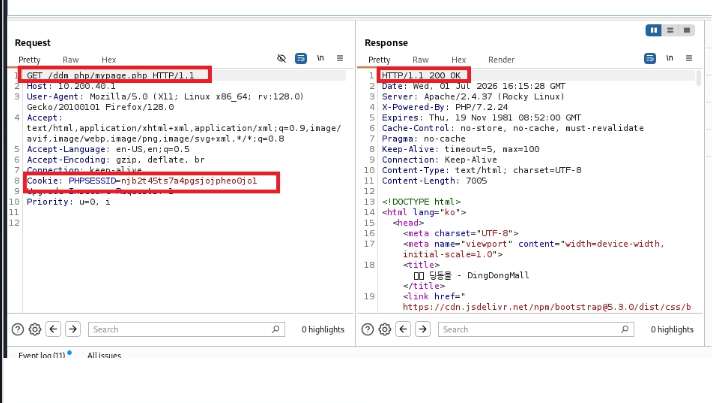 Request
Pretty Raw Hex
\n
1 GET /ddm_php/mypage.php HTTP/1.1
2 Host: 10.200.40.1
3 User-Agent: Mozilla/5.0 (X11; Linux x86_64; rv:128.0)
Gecko/20100101 Firefox/128.0
4 Accept:
text/html,application/xhtml+xml,application/xml;q=0.9,image/
avif,image/webp,image/png,image/svg+xml,*/*;q=0.8
5 Accept-Language: en-US,en;q=0.5
6 Accept-Encoding: gzip, deflate, br
7 Connection: keep-alive
8 Cookie: PHPSESSID=njb2t45ts7a4pgsjojpheo0jol
9 Upgrade-Insecure-Requests: 1
10 Priority: u=0, i
11
12
Search
0 highlights
Response
Pretty Raw Hex Render
\n
1 HTTP/1.1 200 OK
2 Date: Wed, 01 Jul 2026 16:15:28 GMT
3 Server: Apache/2.4.37 (Rocky Linux)
4 X-Powered-By: PHP/7.2.24
5 Expires: Thu, 19 Nov 1981 08:52:00 GMT
6 Cache-Control: no-store, no-cache, must-revalidate
7 Pragma: no-cache
8 Keep-Alive: timeout=5, max=100
9 Connection: Keep-Alive
10 Content-Type: text/html; charset=UTF-8
11 Content-Length: 7005
12
13 <!DOCTYPE html>
14 <html lang="ko">
15 <head>
16 <meta charset="UTF-8">
17 <meta name="viewport" content="width=device-width,
initial-scale=1.0">
18 <title>
딩동몰 - DingDongMall
</title>
19 <link href="
https://cdn.jsdelivr.net/npm/bootstrap@5.3.0/dist/css/b
Search
0 highlights
Event log (11) All issues